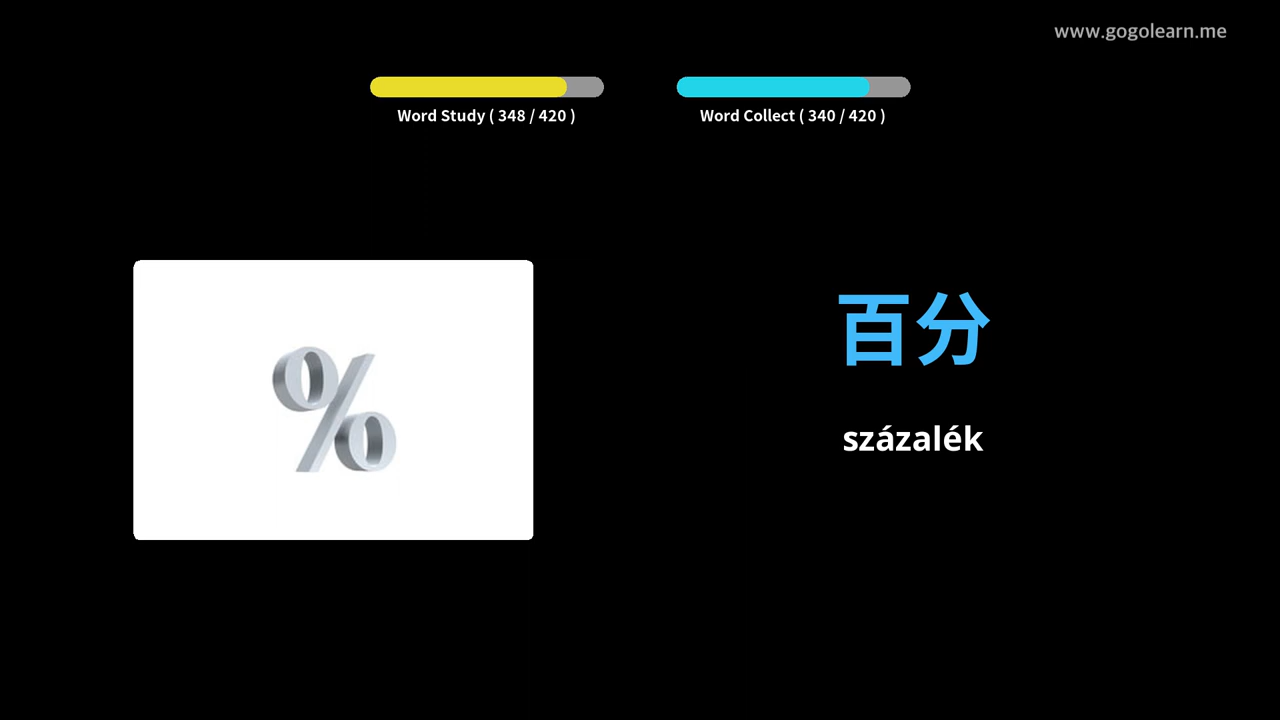 www.gogolearn.me
Word Study ( 348 / 420 )
Word Collect ( 340 / 420 )
%
百分
százalék